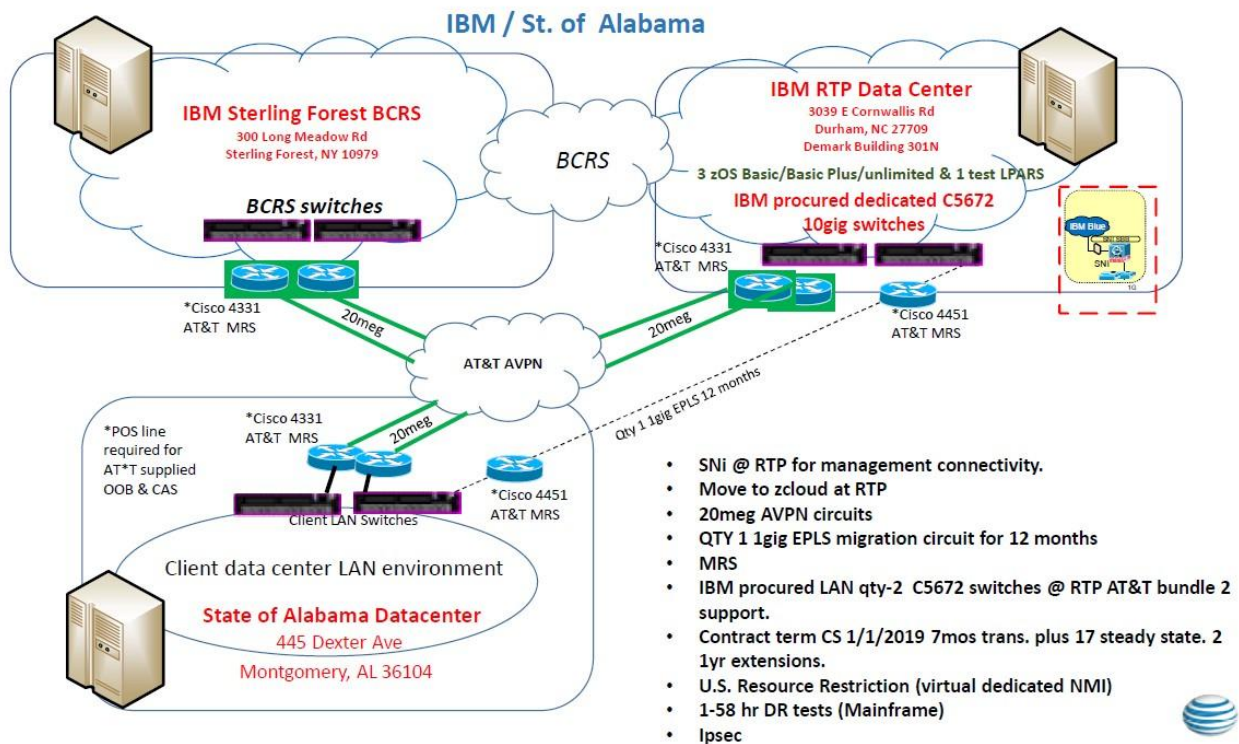 IBM / St. of Alabama
IBM Sterling Forest BCRS
300 Long Meadow Rd
Sterling Forest, NY 10979
BCRS switches
*Cisco 4331
AT&T MRS
20meg
BCRS
IBM RTP Data Center
3039 E Cornwallis Rd
Durham, NC 27709
Demark Building 301N
3 zOS Basic/Basic Plus/unlimited & 1 test LPARS
IBM procured dedicated C5672
10gig switches
*Cisco 4331
AT&T MRS
20meg
*Cisco 4451
AT&T MRS
IBM Blue
SNi
1G
AT&T AVPN
Qty 1 1gig EPLS 12 months
*POS line
required for
AT*T supplied
OOB & CAS
*Cisco 4331
AT&T MRS
20meg
*Cisco 4451
AT&T MRS
Client LAN Switches
Client data center LAN environment
State of Alabama Datacenter
445 Dexter Ave
Montgomery, AL 36104
• SNi @ RTP for management connectivity.
• Move to zcloud at RTP
• 20meg AVPN circuits
• QTY 1 1gig EPLS migration circuit for 12 months
• MRS
• IBM procured LAN qty-2 C5672 switches @ RTP AT&T bundle 2
support.
• Contract term CS 1/1/2019 7mos trans. plus 17 steady state. 2
1yr extensions.
• U.S. Resource Restriction (virtual dedicated NMI)
• 1-58 hr DR tests (Mainframe)
• Ipsec